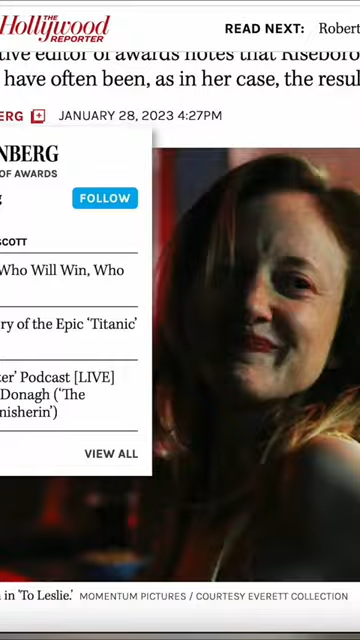 THE
Hollywood
REPORTER
READ NEXT: Robert
tive editor of awards notes that Riseboro
have often been, as in her case, the resul
ERG JANUARY 28, 2023 4:27PM
NBERG
OF AWARDS
FOLLOW
SCOTT
Who Will Win, Who
ry of the Epic ‘Titanic’
ter’ Podcast [LIVE]
Donagh (‘The
nisherin’)
VIEW ALL
in ‘To Leslie.’ MOMENTUM PICTURES / COURTESY EVERETT COLLECTION